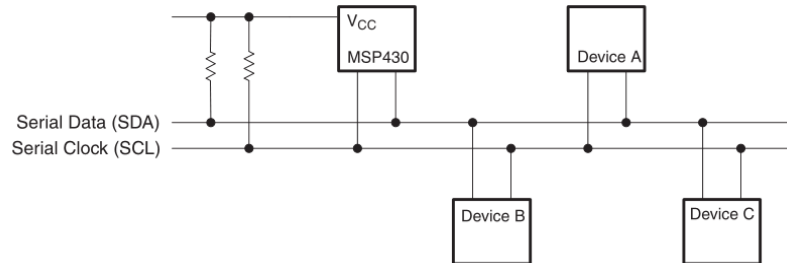 VCC
MSP430
Device A
Serial Data (SDA)
Serial Clock (SCL)
Device B
Device C